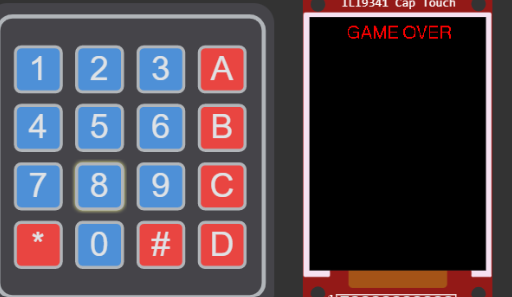 ILI9341 Cap Touch
GAME OVER
1 2 3 A
4 5 6 B
7 8 9 C
* 0 # D